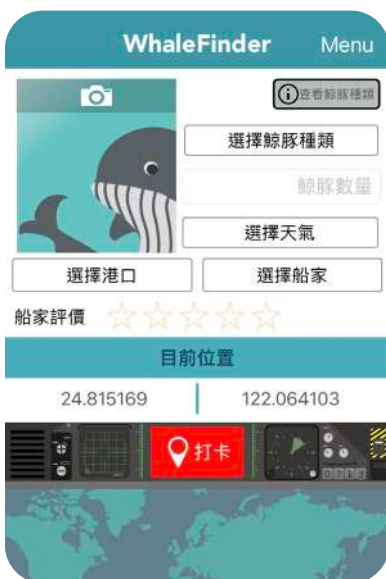 WhaleFinder Menu
查看鯨豚種類
選擇鯨豚種類
鯨豚數量
選擇天氣
選擇港口 選擇船家
船家評價
目前位置
24.815169 122.064103
打卡